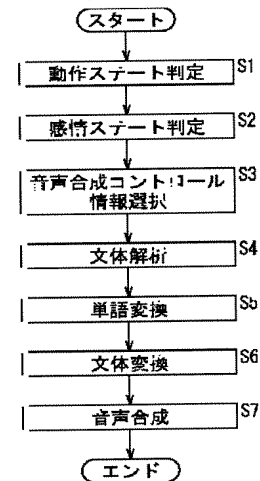 スタート
動作ステート判定 S1
感情ステート判定 S2
音声合成コントロール S3
情報選択
文体解析 S4
単語変換 S5
文体変換 S6
音声合成 S7
エンド